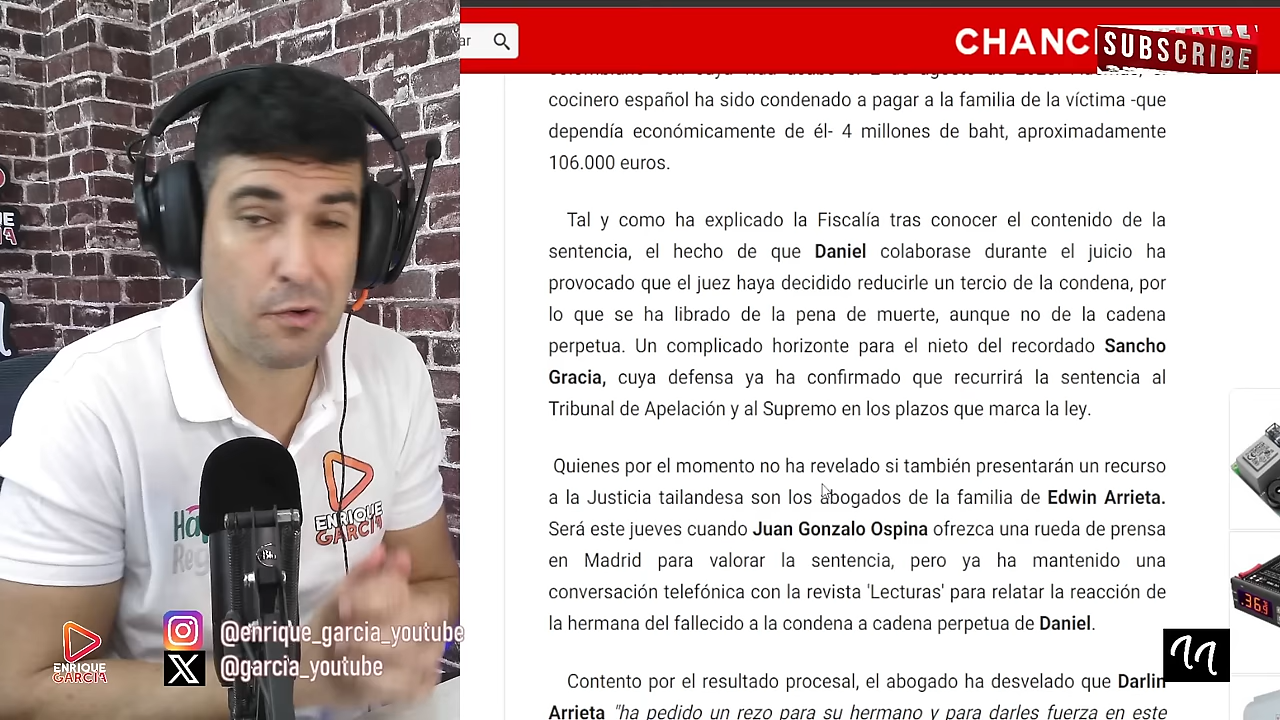 ar
CHANC
SUBSCRIBE
cocinero español ha sido condenado a pagar a la familia de la víctima -que
dependía económicamente de él- 4 millones de baht, aproximadamente
106.000 euros.
Tal y como ha explicado la Fiscalía tras conocer el contenido de la
sentencia, el hecho de que Daniel colaborase durante el juicio ha
provocado que el juez haya decidido reducirle un tercio de la condena, por
lo que se ha librado de la pena de muerte, aunque no de la cadena
perpetua. Un complicado horizonte para el nieto del recordado Sancho
Gracia, cuya defensa ya ha confirmado que recurrirá la sentencia al
Tribunal de Apelación y al Supremo en los plazos que marca la ley.
Quienes por el momento no ha revelado si también presentarán un recurso
a la Justicia tailandesa son los abogados de la familia de Edwin Arrieta.
Será este jueves cuando Juan Gonzalo Ospina ofrezca una rueda de prensa
en Madrid para valorar la sentencia, pero ya ha mantenido una
conversación telefónica con la revista 'Lecturas' para relatar la reacción de
la hermana del fallecido a la condena a cadena perpetua de Daniel.
Contento por el resultado procesal, el abogado ha desvelado que Darlin
Arrieta "ha pedido un rezo para su hermano y para darles fuerza en este
ENRIQUE
GARCIA
@enrique_garcia_youtube
@garcia_youtube
ENRIQUE
GARCIA